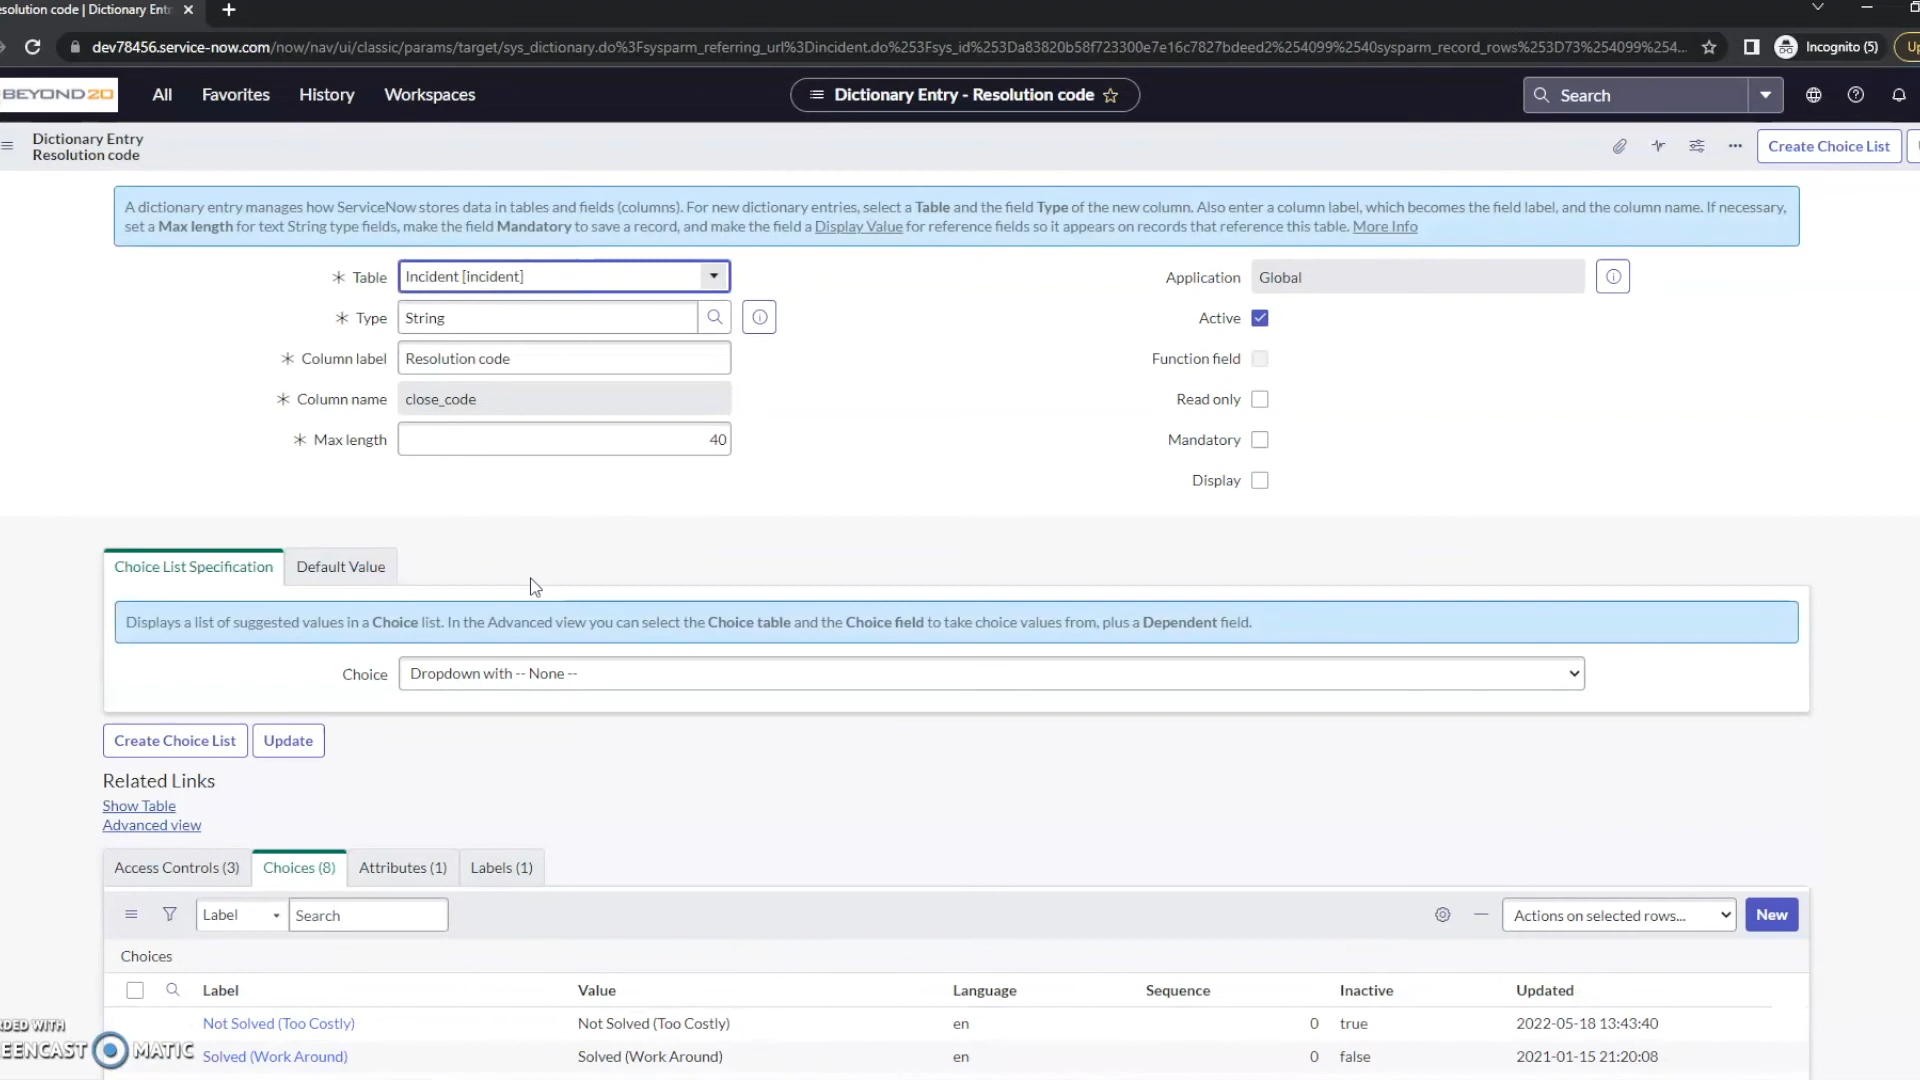 esolution code | Dictionary Entr
dev78456.service-now.com/now/nav/ui/classic/params/target/sys_dictionary.do%3Fsysparm_referring_url%3Dincident.do%253Fsys_id%253Da83820b58f723300e7e16c7827bdeed2%254099%2540sysparm_record_rows%253D73%254099%254...
Incognito (5)
Up
BEYOND20
All
Favorites
History
Workspaces
Dictionary Entry - Resolution code
Search
Dictionary Entry
Resolution code
Create Choice List
A dictionary entry manages how ServiceNow stores data in tables and fields (columns). For new dictionary entries, select a Table and the field Type of the new column. Also enter a column label, which becomes the field label, and the column name. If necessary,
set a Max length for text String type fields, make the field Mandatory to save a record, and make the field a Display Value for reference fields so it appears on records that reference this table. More Info
Table Incident [incident]
Application Global
Type String
Active
Column label Resolution code
Function field
Column name close_code
Read only
Max length 40
Mandatory
Display
Choice List Specification
Default Value
Displays a list of suggested values in a Choice list. In the Advanced view you can select the Choice table and the Choice field to take choice values from, plus a Dependent field.
Choice Dropdown with -- None --
Create Choice List
Update
Related Links
Show Table
Advanced view
Access Controls (3)
Choices (8)
Attributes (1)
Labels (1)
Label
Search
Actions on selected rows...
New
Choices
Label Value Language Sequence Inactive Updated
Not Solved (Too Costly) Not Solved (Too Costly) en 0 true 2022-05-18 13:43:40
Solved (Work Around) Solved (Work Around) en 0 false 2021-01-15 21:20:08
RDED WITH
EENCAST MATIC